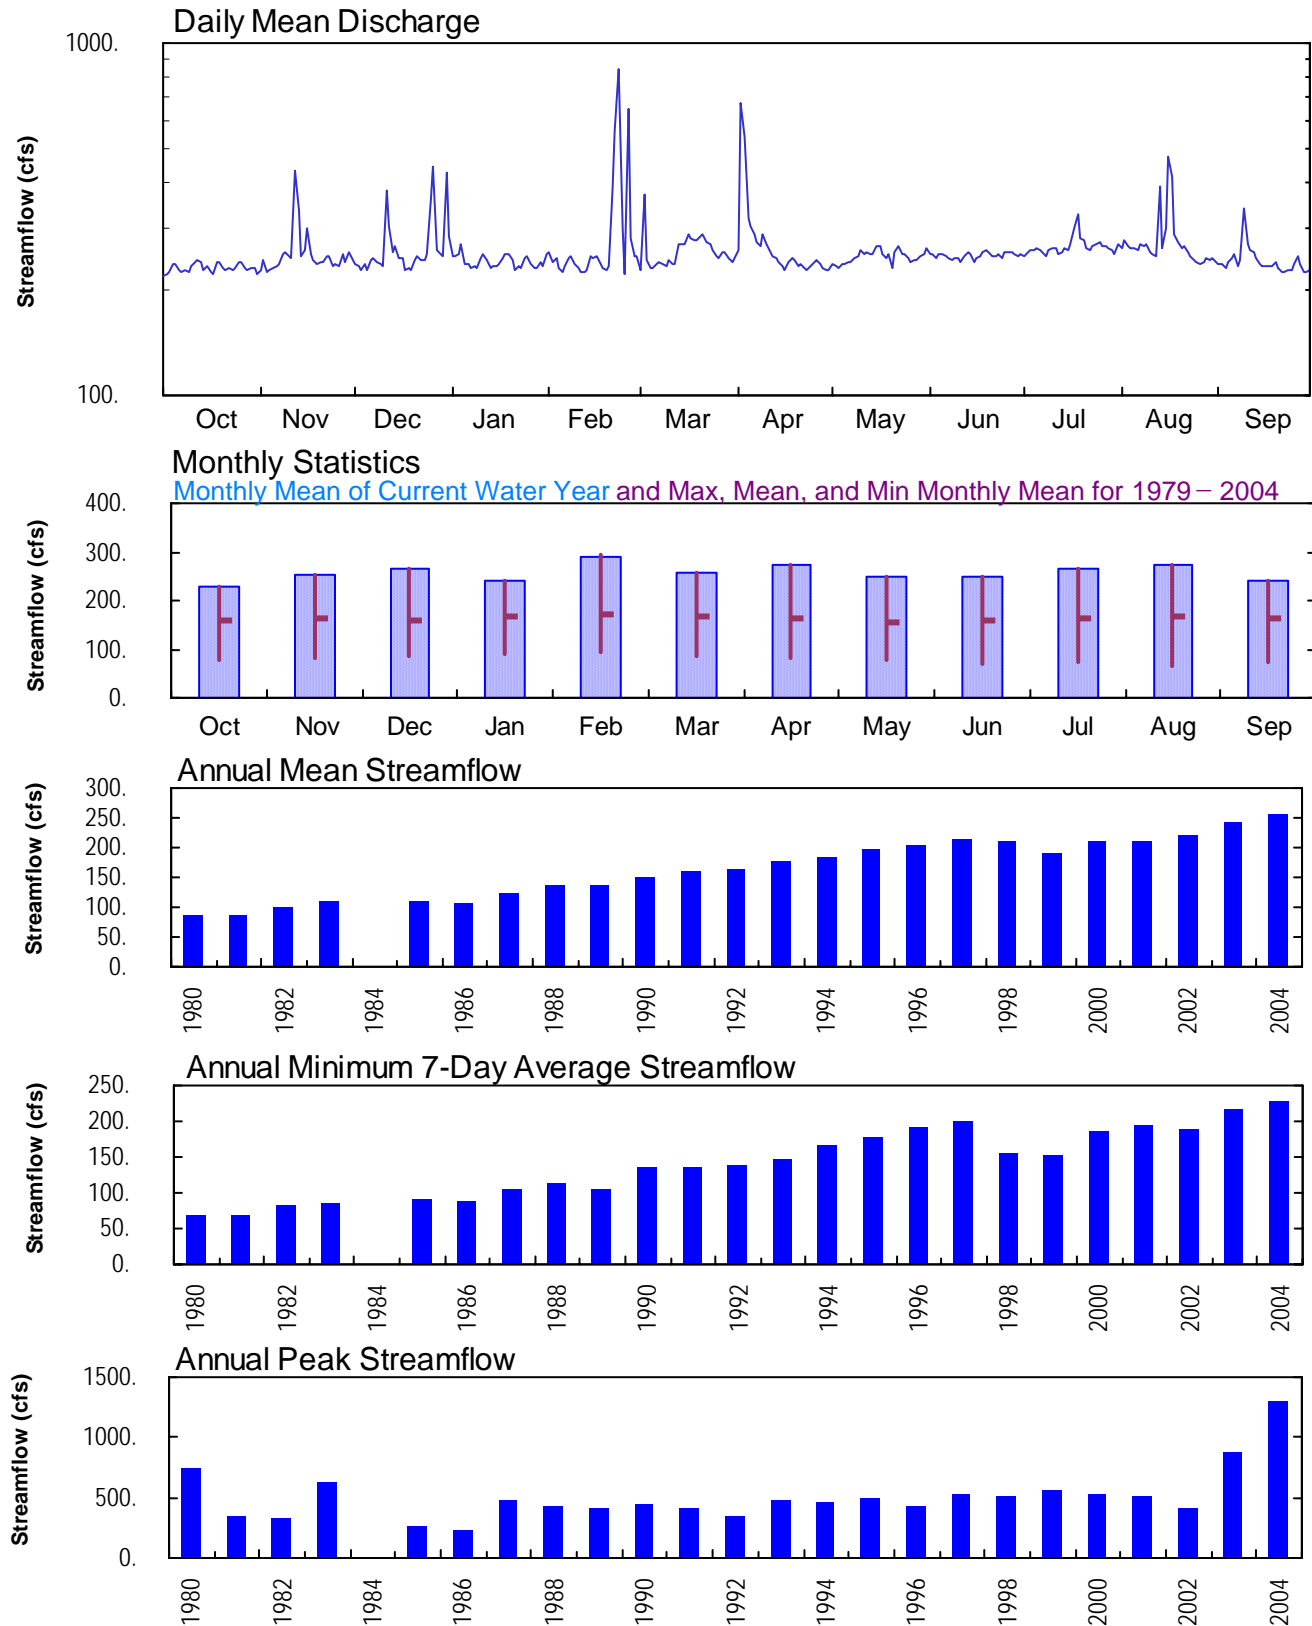 Daily Mean Discharge
1000.
Streamflow (cfs)
100.
Oct Nov Dec Jan Feb Mar Apr May Jun Jul Aug Sep
Monthly Statistics
Monthly Mean of Current Water Year and Max, Mean, and Min Monthly Mean for 1979 – 2004
400.
300.
200.
100.
0.
Streamflow (cfs)
Oct Nov Dec Jan Feb Mar Apr May Jun Jul Aug Sep
Annual Mean Streamflow
300.
250.
200.
150.
100.
50.
0.
Streamflow (cfs)
1980 1982 1984 1986 1988 1990 1992 1994 1996 1998 2000 2002 2004
Annual Minimum 7-Day Average Streamflow
250.
200.
150.
100.
50.
0.
Streamflow (cfs)
1980 1982 1984 1986 1988 1990 1992 1994 1996 1998 2000 2002 2004
Annual Peak Streamflow
1500.
1000.
500.
0.
Streamflow (cfs)
1980 1982 1984 1986 1988 1990 1992 1994 1996 1998 2000 2002 2004